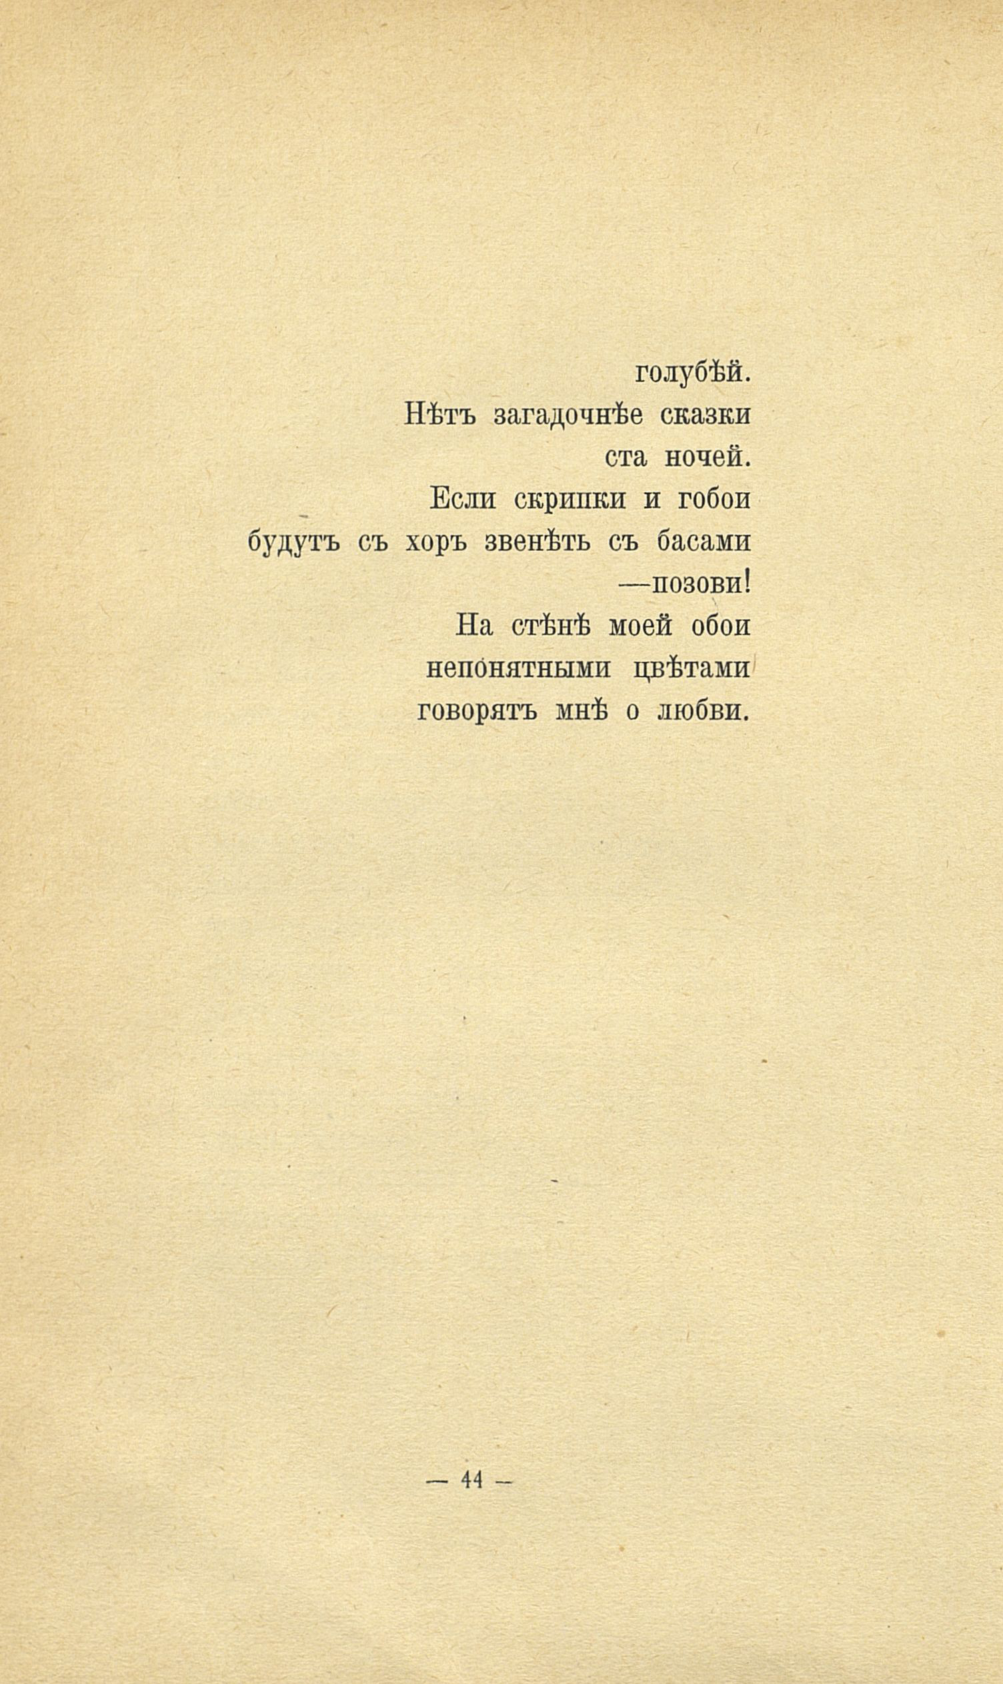 голубѣй.
Нѣтъ загадочнѣе сказки
ста ночей.
Если скрипки и гобои
будутъ съ хоръ звенѣть съ басами
—позови!
На стѣнѣ моей обои
непонятными цвѣтами
говорятъ мнѣ о любви.
— 44 —